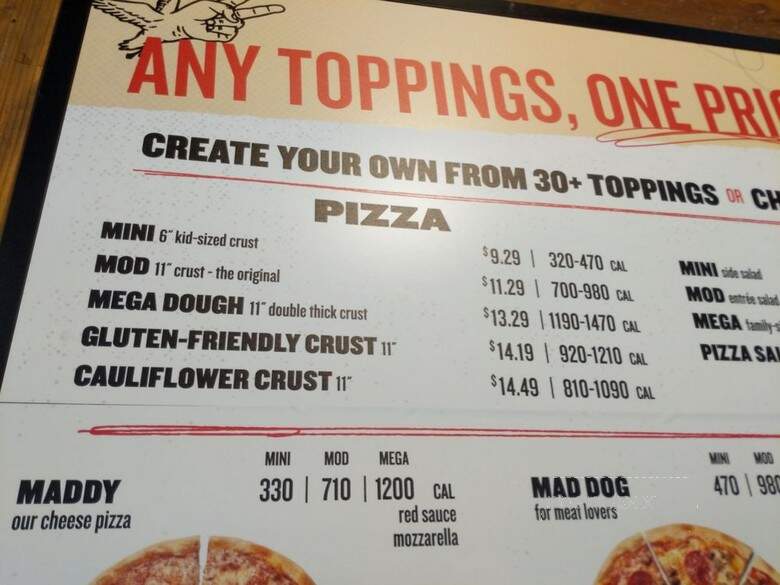 ANY TOPPINGS, ONE
CREATE YOUR OWN FROM 30+ TOPPINGS OR
PIZZA
MINI 6" kid-sized crust $9.29 | 320-470 CAL
MOD 11" crust - the original $11.29 | 700-980 CAL
MEGA DOUGH 11" double thick crust $13.29 | 1190-1470 CAL
GLUTEN-FRIENDLY CRUST 11" $14.19 | 920-1210 CAL
CAULIFLOWER CRUST 11" $14.49 | 810-1090 CAL
MINI side salad
MOD entrée salad
MEGA
PIZZA
MINI MOD MEGA
MADDY 330 | 710 | 1200 CAL
our cheese pizza
red sauce
mozzarella
MINI MOD
MAD DOG 470 | 980
for meat lovers